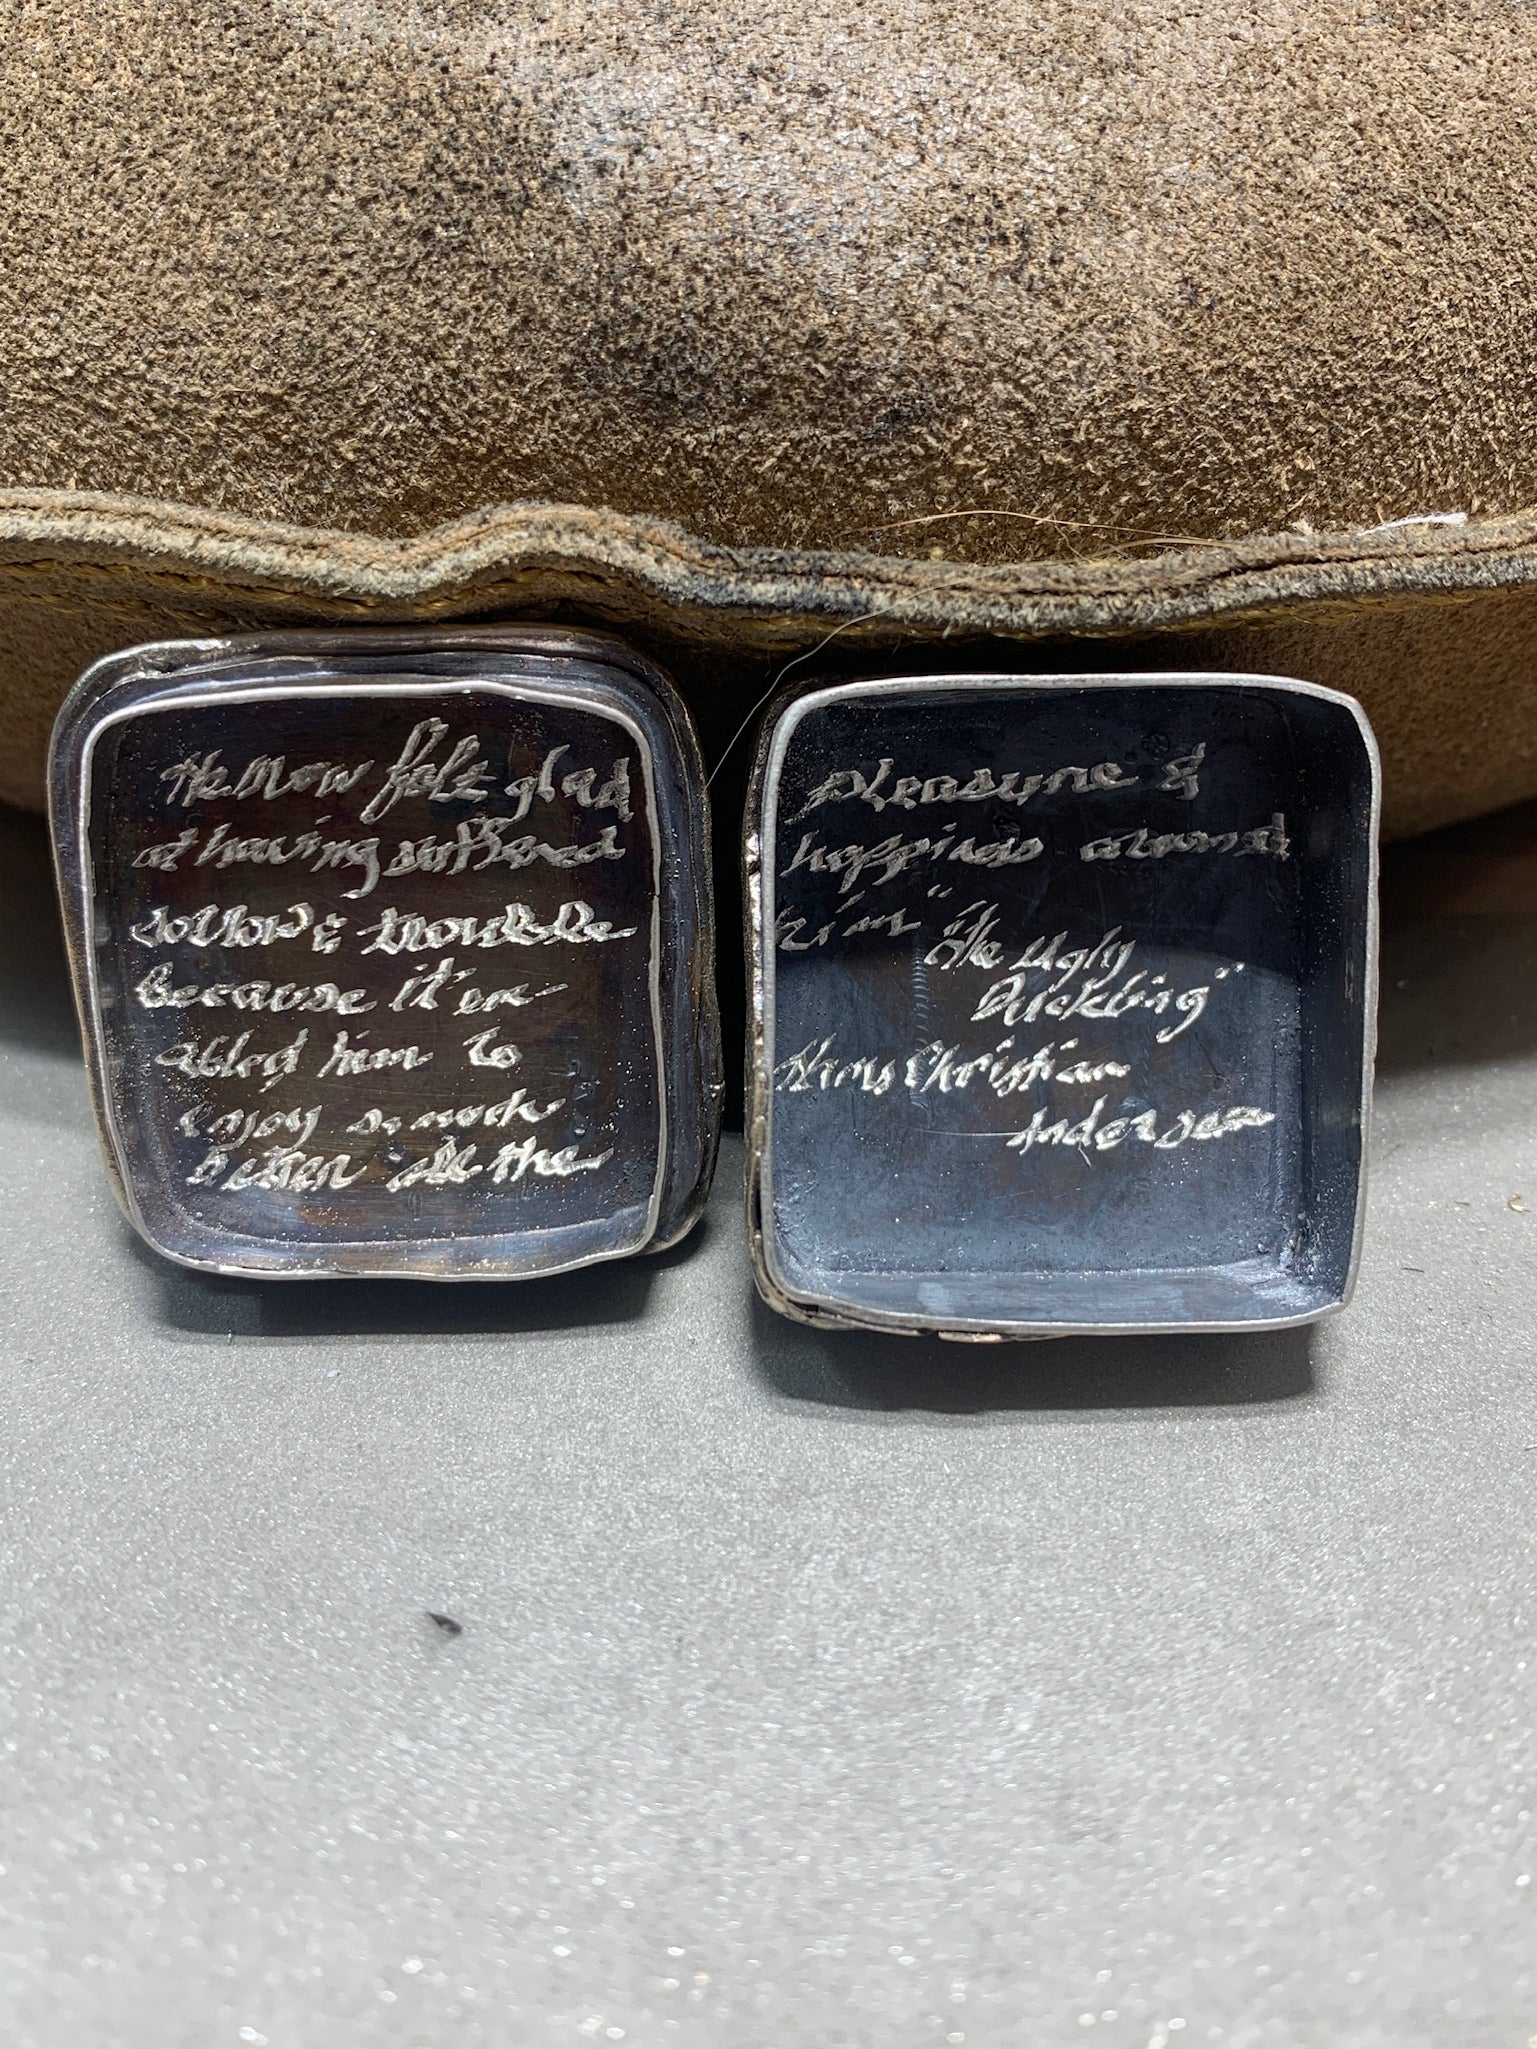 He now felt glad
at having suffered
sorrow & trouble
because it en-
abled him to
enjoy so much
better all the
pleasure &
happiness around
him"
"The Ugly
Duckling"
Hans Christian
Andersen